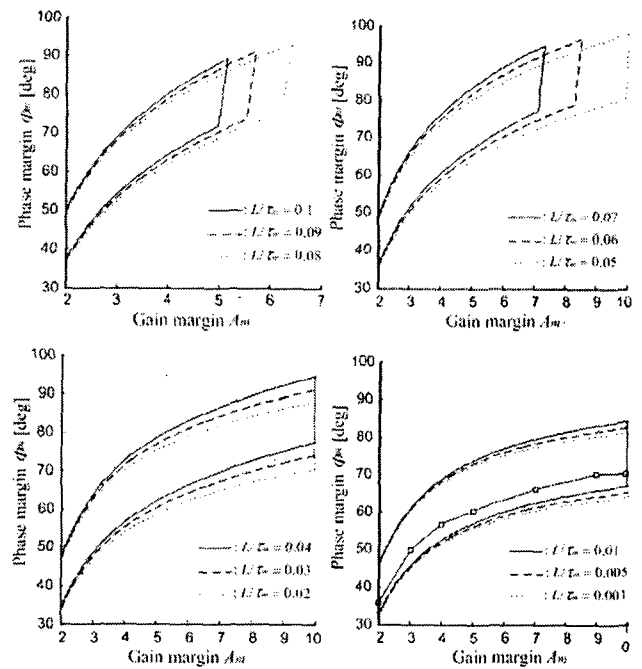 100
90
80
70
60
50
40
30
2 3 4 5 6 7
Phase margin Φm [deg]
Gain margin Am
: L/τm = 0.1
: L/τm = 0.09
: L/τm = 0.08
100
90
80
70
60
50
40
30
2 3 4 5 6 7 8 9 10
Phase margin Φm [deg]
Gain margin Am
: L/τm = 0.07
: L/τm = 0.06
: L/τm = 0.05
100
90
80
70
60
50
40
30
2 3 4 5 6 7 8 9 10
Phase margin Φm [deg]
Gain margin Am
: L/τm = 0.04
: L/τm = 0.03
: L/τm = 0.02
100
90
80
70
60
50
40
30
2 3 4 5 6 7 8 9 1
0
Phase margin Φm [deg]
Gain margin Am
: L/τm = 0.01
: L/τm = 0.005
: L/τm = 0.001